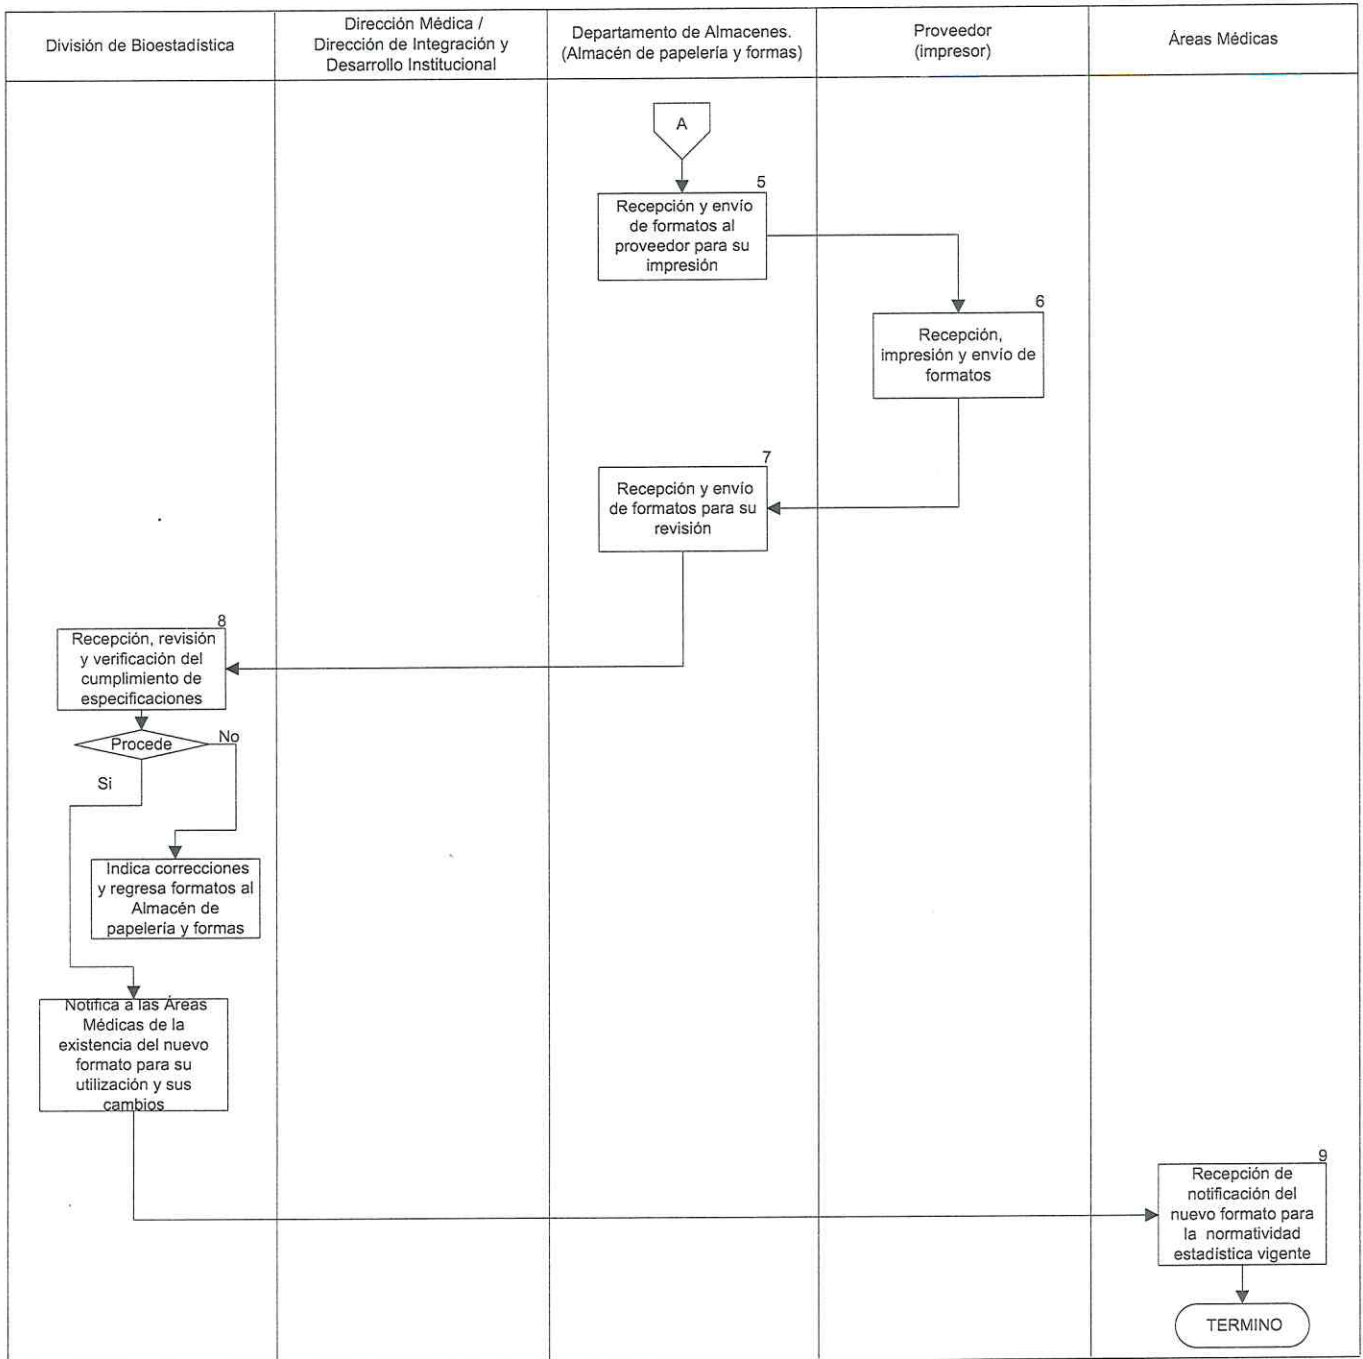 División de Bioestadística
Dirección Médica /
Dirección de Integración y
Desarrollo Institucional
Departamento de Almacenes.
(Almacén de papelería y formas)
Proveedor
(impresor)
Áreas Médicas
A
5
Recepción y envío
de formatos al
proveedor para su
impresión
6
Recepción,
impresión y envío de
formatos
7
Recepción y envío
de formatos para su
revisión
8
Recepción, revisión
y verificación del
cumplimiento de
especificaciones
Procede
No
Si
Indica correcciones
y regresa formatos al
Almacén de
papelería y formas
Notifica a las Áreas
Médicas de la
existencia del nuevo
formato para su
utilización y sus
cambios
9
Recepción de
notificación del
nuevo formato para
la normatividad
estadística vigente
TERMINO